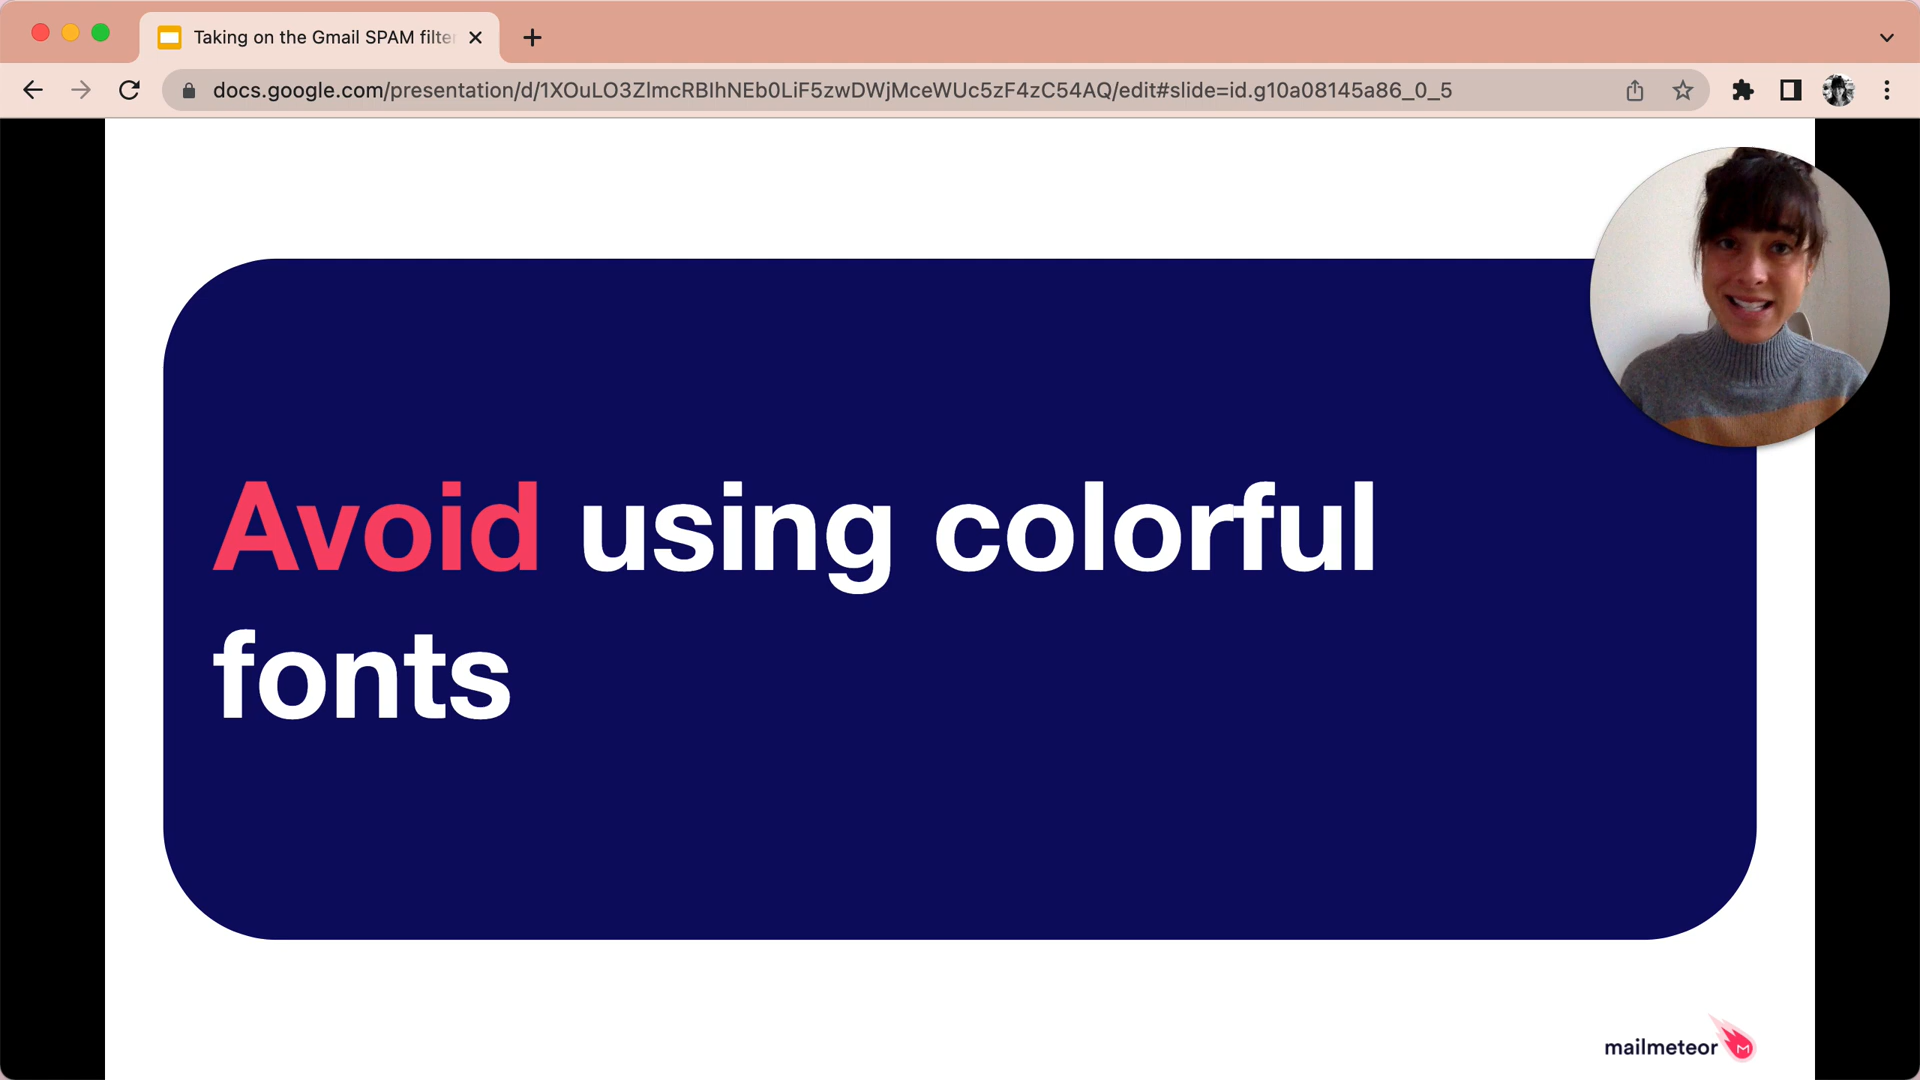 Taking on the Gmail SPAM filte
docs.google.com/presentation/d/1XOuLO3ZlmcRBIhNEb0LiF5zwDWjMceWUc5zF4zC54AQ/edit#slide=id.g10a08145a86_0_5
Avoid using colorful
fonts
mailmeteor